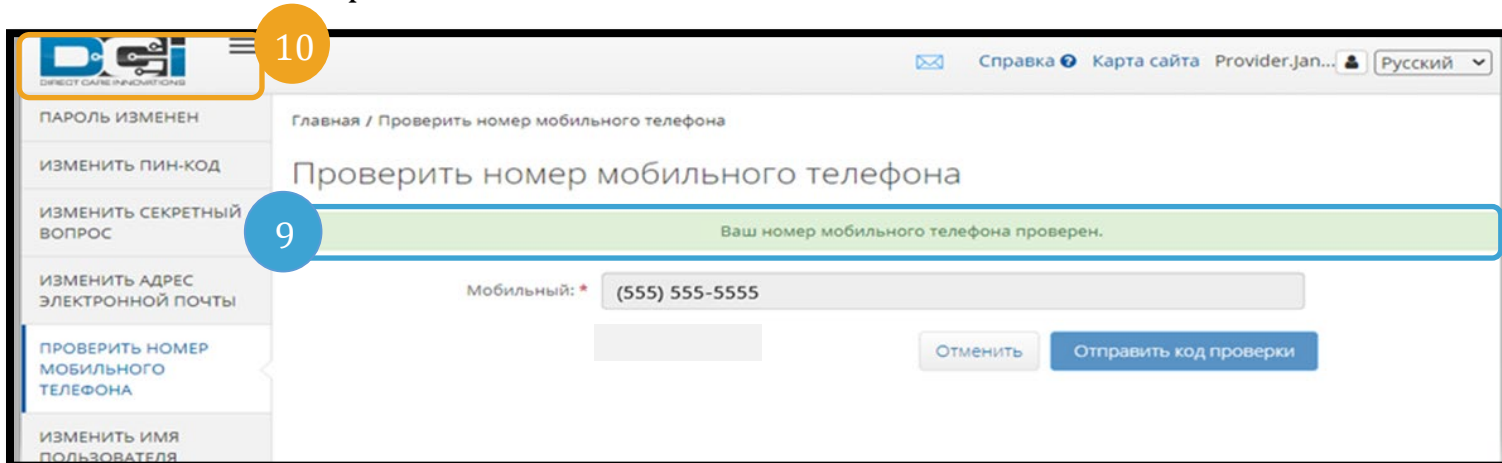 10
DCI
DIRECT CARE INNOVATIONS
Справка Карта сайта Provider.Jan... Русский
ПАРОЛЬ ИЗМЕНЕН
ИЗМЕНИТЬ ПИН-КОД
ИЗМЕНИТЬ СЕКРЕТНЫЙ
ВОПРОС
ИЗМЕНИТЬ АДРЕС
ЭЛЕКТРОННОЙ ПОЧТЫ
ПРОВЕРИТЬ НОМЕР
МОБИЛЬНОГО
ТЕЛЕФОНА
ИЗМЕНИТЬ ИМЯ
ПОЛЬЗОВАТЕЛЯ
Главная / Проверить номер мобильного телефона
Проверить номер мобильного телефона
9
Ваш номер мобильного телефона проверен.
Мобильный: * (555) 555-5555
Отменить Отправить код проверки